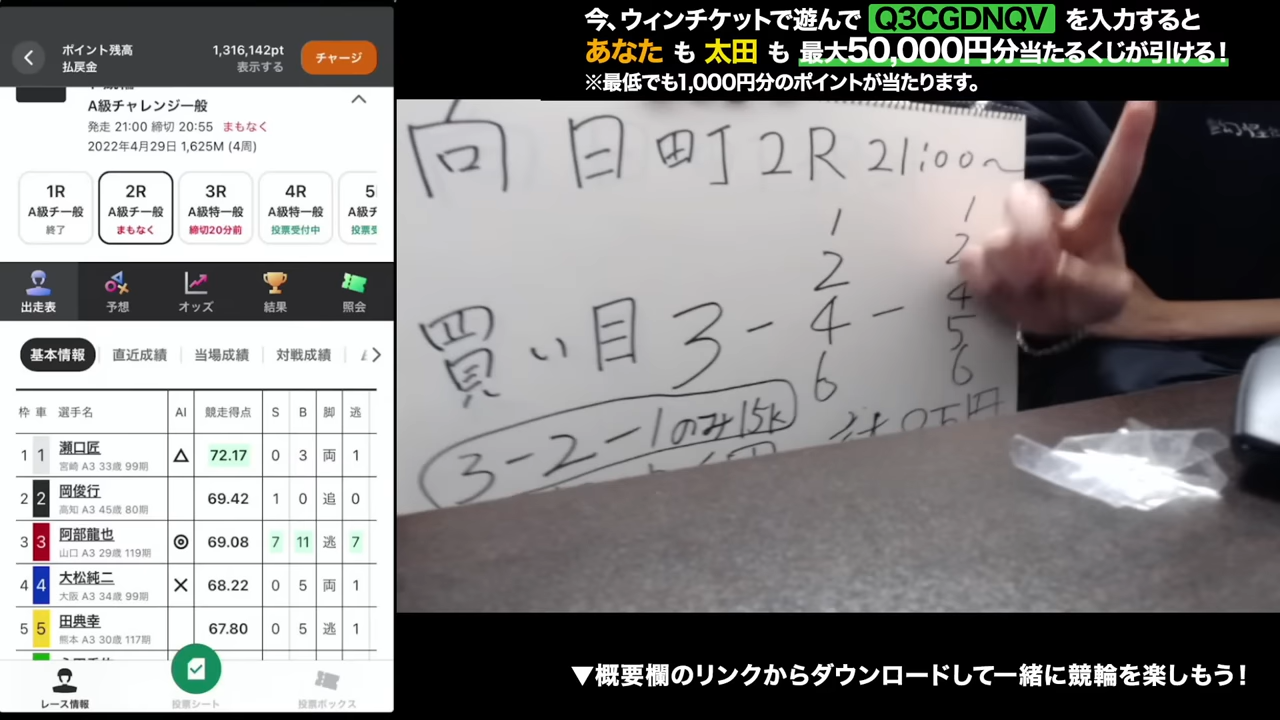 今、ウィンチケットで遊んで Q3CGDNQV を入力すると
あなた も 太田 も 最大50,000円分当たるくじが引ける!
※最低でも1,000円分のポイントが当たります。
ポイント残高 1,316,142pt
払戻金 表示する
チャージ
A級チャレンジ一般
発走 21:00 締切 20:55 まもなく
2022年4月29日 1,625M (4周)
1R 2R 3R 4R 5
A級チ一般 A級チ一般 A級特一般 A級特一般 A級チ
終了 まもなく 締切20分前 投票受付中 投票受
出走表 予想 オッズ 結果 照会
基本情報 直近成績 当場成績 対戦成績
枠 車 選手名 AI 競走得点 S B 脚 逃
1 1 瀬口匠 △ 72.17 0 3 両 1
宮崎 A3 33歳 99期
2 2 岡俊行 69.42 1 0 追 0
高知 A3 45歳 80期
3 3 阿部龍也 ◎ 69.08 7 11 逃 7
山口 A3 29歳 119期
4 4 大松純二 × 68.22 0 5 両 1
大阪 A3 34歳 99期
5 5 田典幸 67.80 0 5 逃 1
熊本 A3 30歳 117期
レース情報 投票シート 投票ボックス
向日町 2R 21:00~
1 1
2 2
買い目 3 - 4 - 4
5
6 6
3-2-1のみ15k
▼概要欄のリンクからダウンロードして一緒に競輪を楽しもう!